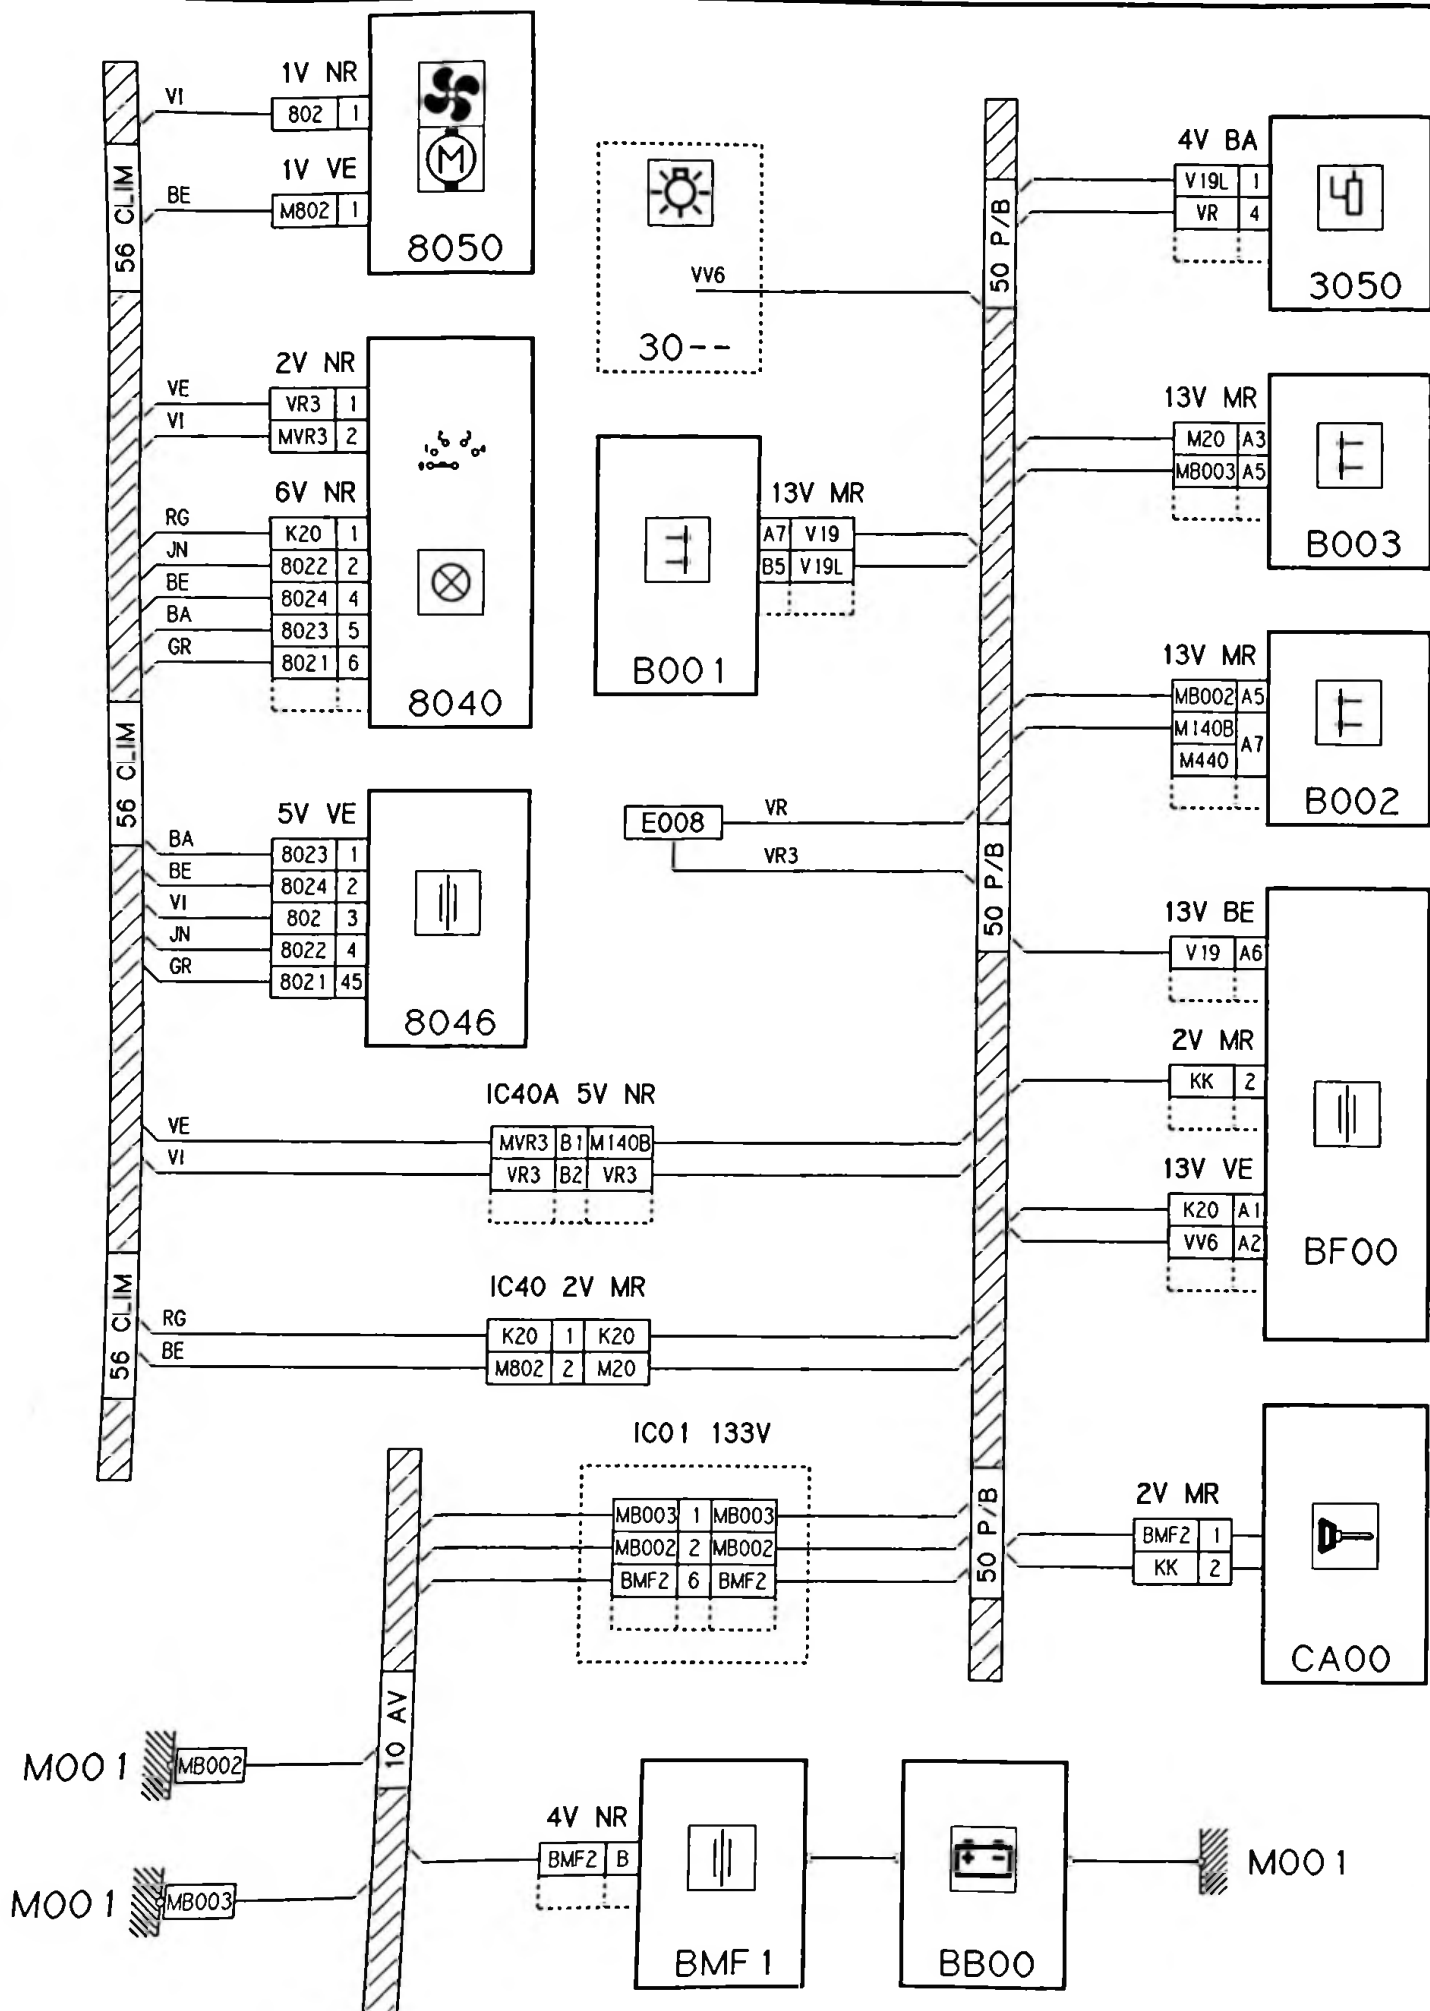 1V NR
VI
802 1
1V VE
BE
M802 1
M
8050
56 CLIM
2V NR
VE
VR3 1
VI
MVR3 2
6V NR
RG
K20 1
JN
8022 2
BE
8024 4
BA
8023 5
GR
8021 6
8040
56 CLIM
5V VE
BA
8023 1
BE
8024 2
VI
802 3
JN
8022 4
GR
8021 45
8046
IC40A 5V NR
VE
MVR3 B1 M140B
VI
VR3 B2 VR3
IC40 2V MR
RG
K20 1 K20
BE
M802 2 M20
56 CLIM
VV6
30--
50 P/B
13V MR
A7 V19
B5 V19L
B001
E008
VR
VR3
50 P/B
4V BA
V19L 1
VR 4
3050
13V MR
M20 A3
MB003 A5
B003
13V MR
MB002 A5
M140B
A7
M440
B002
13V BE
V19 A6
2V MR
KK 2
13V VE
K20 A1
VV6 A2
BF00
IC01 133V
MB003 1 MB003
MB002 2 MB002
BMF2 6 BMF2
50 P/B
2V MR
BMF2 1
KK 2
CA00
10 AV
M001 MB002
M001 MB003
4V NR
BMF2 B
BMF1
+ -
BB00
M001